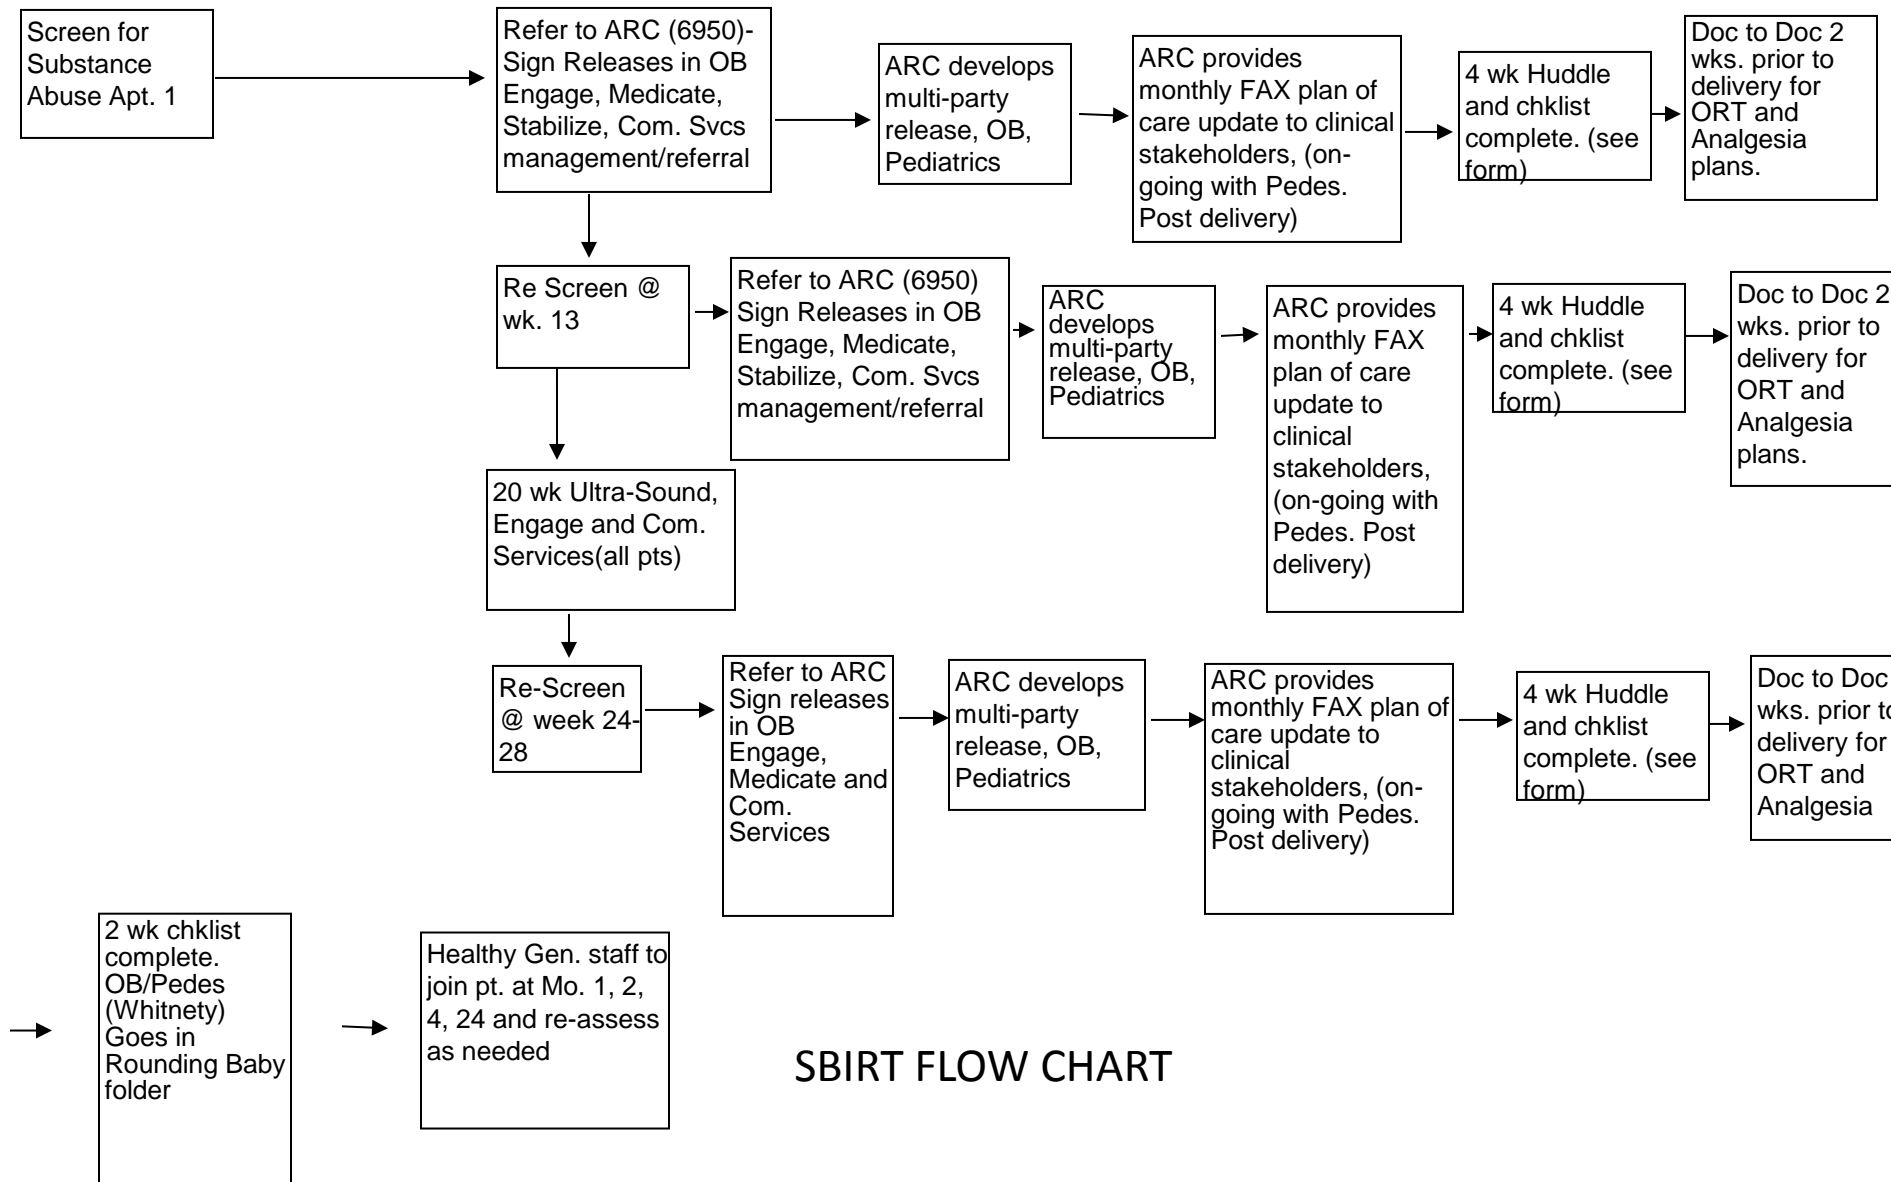 Screen for
Substance
Abuse Apt. 1
Refer to ARC (6950)-
Sign Releases in OB
Engage, Medicate,
Stabilize, Com. Svcs
management/referral
ARC develops
multi-party
release, OB,
Pediatrics
ARC provides
monthly FAX plan of
care update to clinical
stakeholders, (on-
going with Pedes.
Post delivery)
4 wk Huddle
and chklist
complete. (see
form)
Doc to Doc 2
wks. prior to
delivery for
ORT and
Analgesia
plans.
Re Screen @
wk. 13
Refer to ARC (6950)
Sign Releases in OB
Engage, Medicate,
Stabilize, Com. Svcs
management/referral
ARC
develops
multi-party
release, OB,
Pediatrics
ARC provides
monthly FAX
plan of care
update to
clinical
stakeholders,
(on-going with
Pedes. Post
delivery)
4 wk Huddle
and chklist
complete. (see
form)
Doc to Doc 2
wks. prior to
delivery for
ORT and
Analgesia
plans.
20 wk Ultra-Sound,
Engage and Com.
Services(all pts)
Re-Screen
@ week 24-
28
Refer to ARC
Sign releases
in OB
Engage,
Medicate and
Com.
Services
ARC develops
multi-party
release, OB,
Pediatrics
ARC provides
monthly FAX plan of
care update to
clinical
stakeholders, (on-
going with Pedes.
Post delivery)
4 wk Huddle
and chklist
complete. (see
form)
Doc to Doc
wks. prior to
delivery for
ORT and
Analgesia
2 wk chklist
complete.
OB/Pedes
(Whitnety)
Goes in
Rounding Baby
folder
Healthy Gen. staff to
join pt. at Mo. 1, 2,
4, 24 and re-assess
as needed
SBIRT FLOW CHART